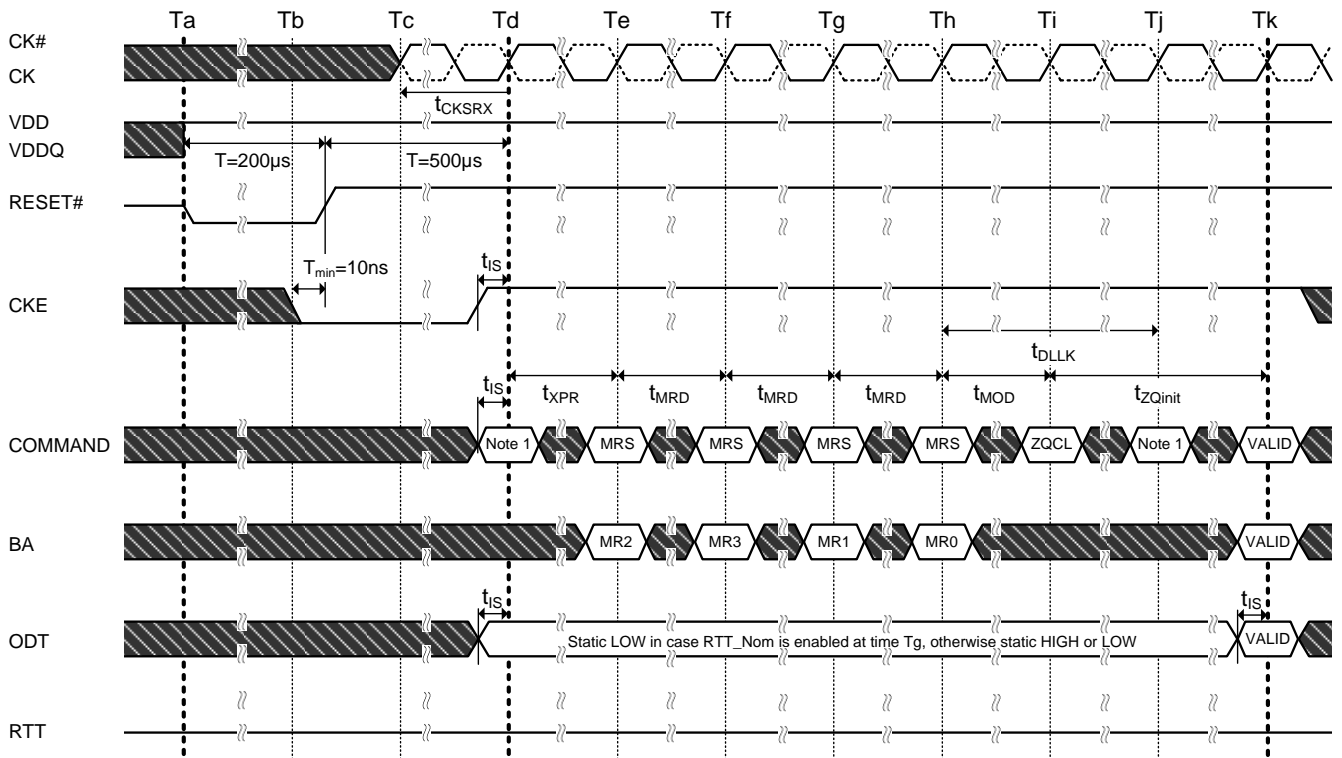 Ta Tb Tc Td Te Tf Tg Th Ti Tj Tk
CK#
CK
tCKSRX
VDD
VDDQ
T=200µs T=500µs
RESET#
Tmin=10ns tIS
CKE
tDLLK
tIS tXPR tMRD tMRD tMRD tMOD tZQinit
COMMAND Note 1 MRS MRS MRS MRS ZQCL Note 1 VALID
BA MR2 MR3 MR1 MR0 VALID
tIS tIS
ODT Static LOW in case RTT_Nom is enabled at time Tg, otherwise static HIGH or LOW VALID
RTT